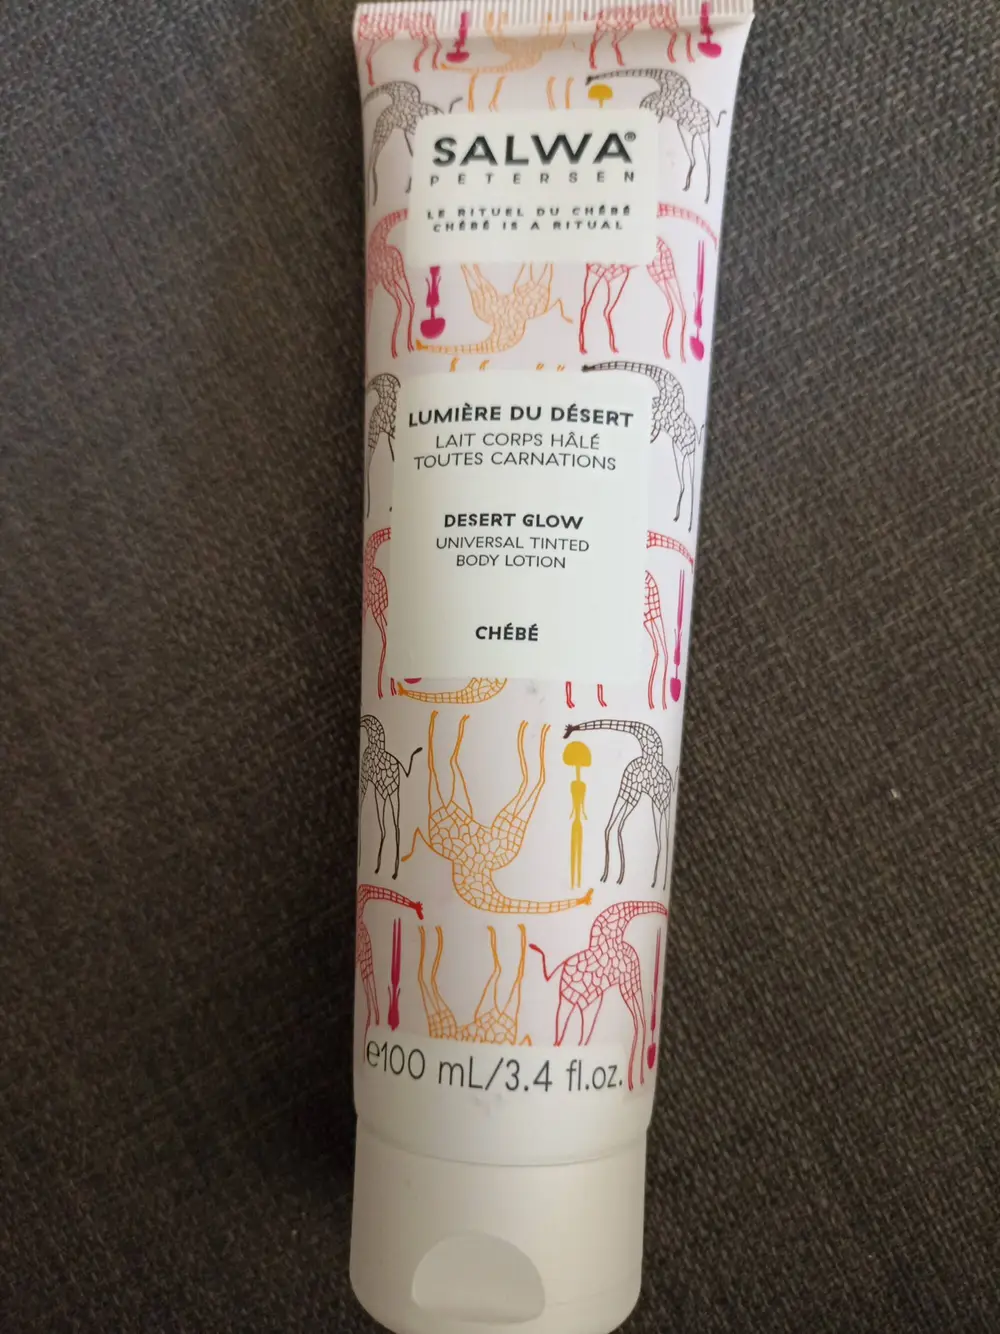 SALWA®
PETERSEN
LE RITUEL DU CHÉBÉ
CHÉBÉ IS A RITUAL
LUMIÈRE DU DÉSERT
LAIT CORPS HÂLÉ
TOUTES CARNATIONS
DESERT GLOW
UNIVERSAL TINTED
BODY LOTION
CHÉBÉ
e100 mL/3.4 fl.oz.